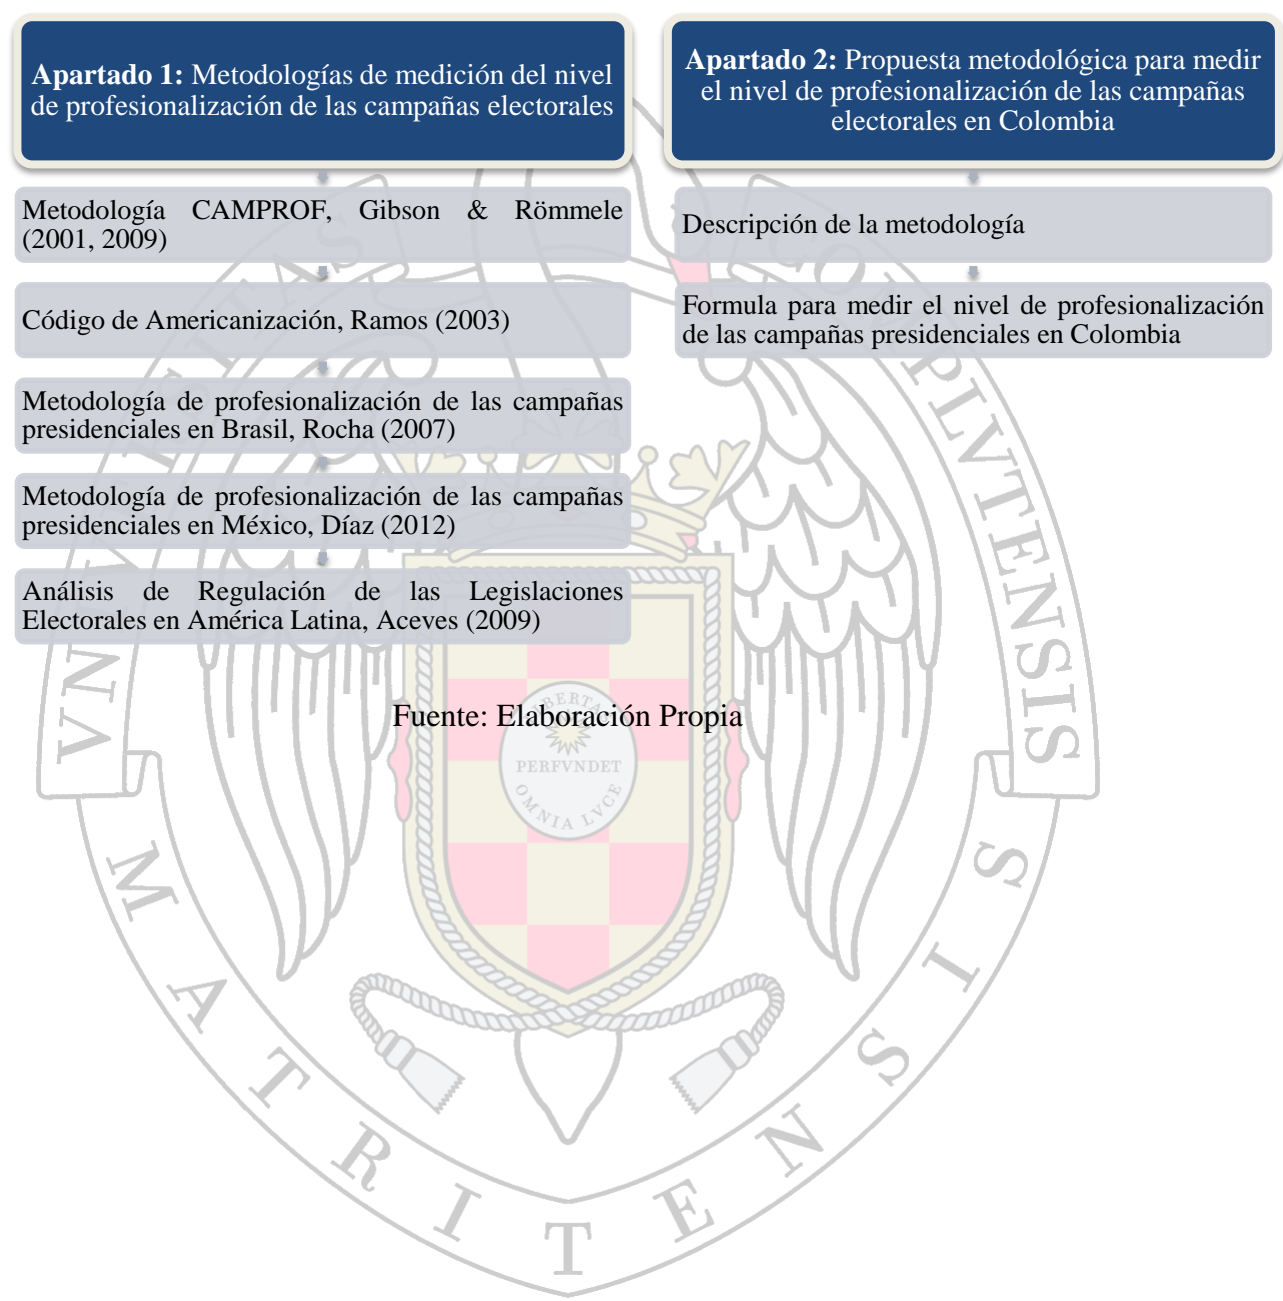 Apartado 1: Metodologías de medición del nivel
de profesionalización de las campañas electorales
Metodología CAMPROF, Gibson & Römmele
(2001, 2009)
Código de Americanización, Ramos (2003)
Metodología de profesionalización de las campañas
presidenciales en Brasil, Rocha (2007)
Metodología de profesionalización de las campañas
presidenciales en México, Díaz (2012)
Análisis de Regulación de las Legislaciones
Electorales en América Latina, Aceves (2009)
Apartado 2: Propuesta metodológica para medir
el nivel de profesionalización de las campañas
electorales en Colombia
Descripción de la metodología
Formula para medir el nivel de profesionalización
de las campañas presidenciales en Colombia
Fuente: Elaboración Propia
PERFVNDET
OMNIA LVCE
MATRITENSIS